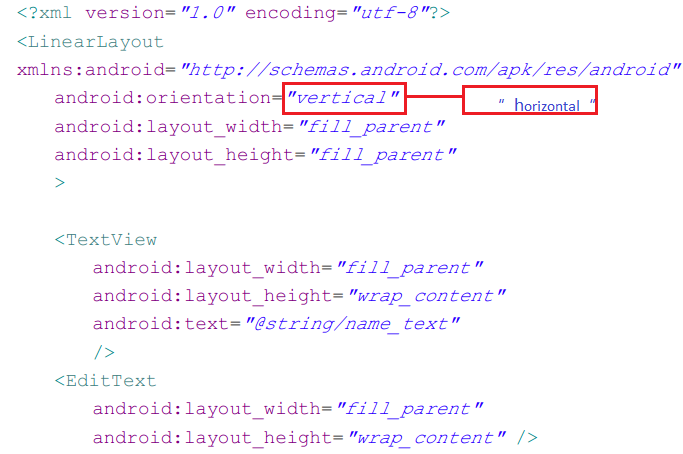 <?xml version="1.0" encoding="utf-8"?>
<LinearLayout
xmlns:android="http://schemas.android.com/apk/res/android"
android:orientation="vertical" " horizontal "
android:layout_width="fill_parent"
android:layout_height="fill_parent"
>
<TextView
android:layout_width="fill_parent"
android:layout_height="wrap_content"
android:text="@string/name_text"
/>
<EditText
android:layout_width="fill_parent"
android:layout_height="wrap_content" />